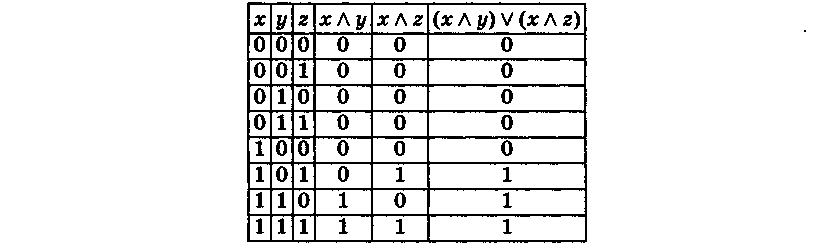 x y z x ∧ y x ∧ z (x ∧ y) ∨ (x ∧ z)
0 0 0 0 0 0
0 0 1 0 0 0
0 1 0 0 0 0
0 1 1 0 0 0
1 0 0 0 0 0
1 0 1 0 1 1
1 1 0 1 0 1
1 1 1 1 1 1